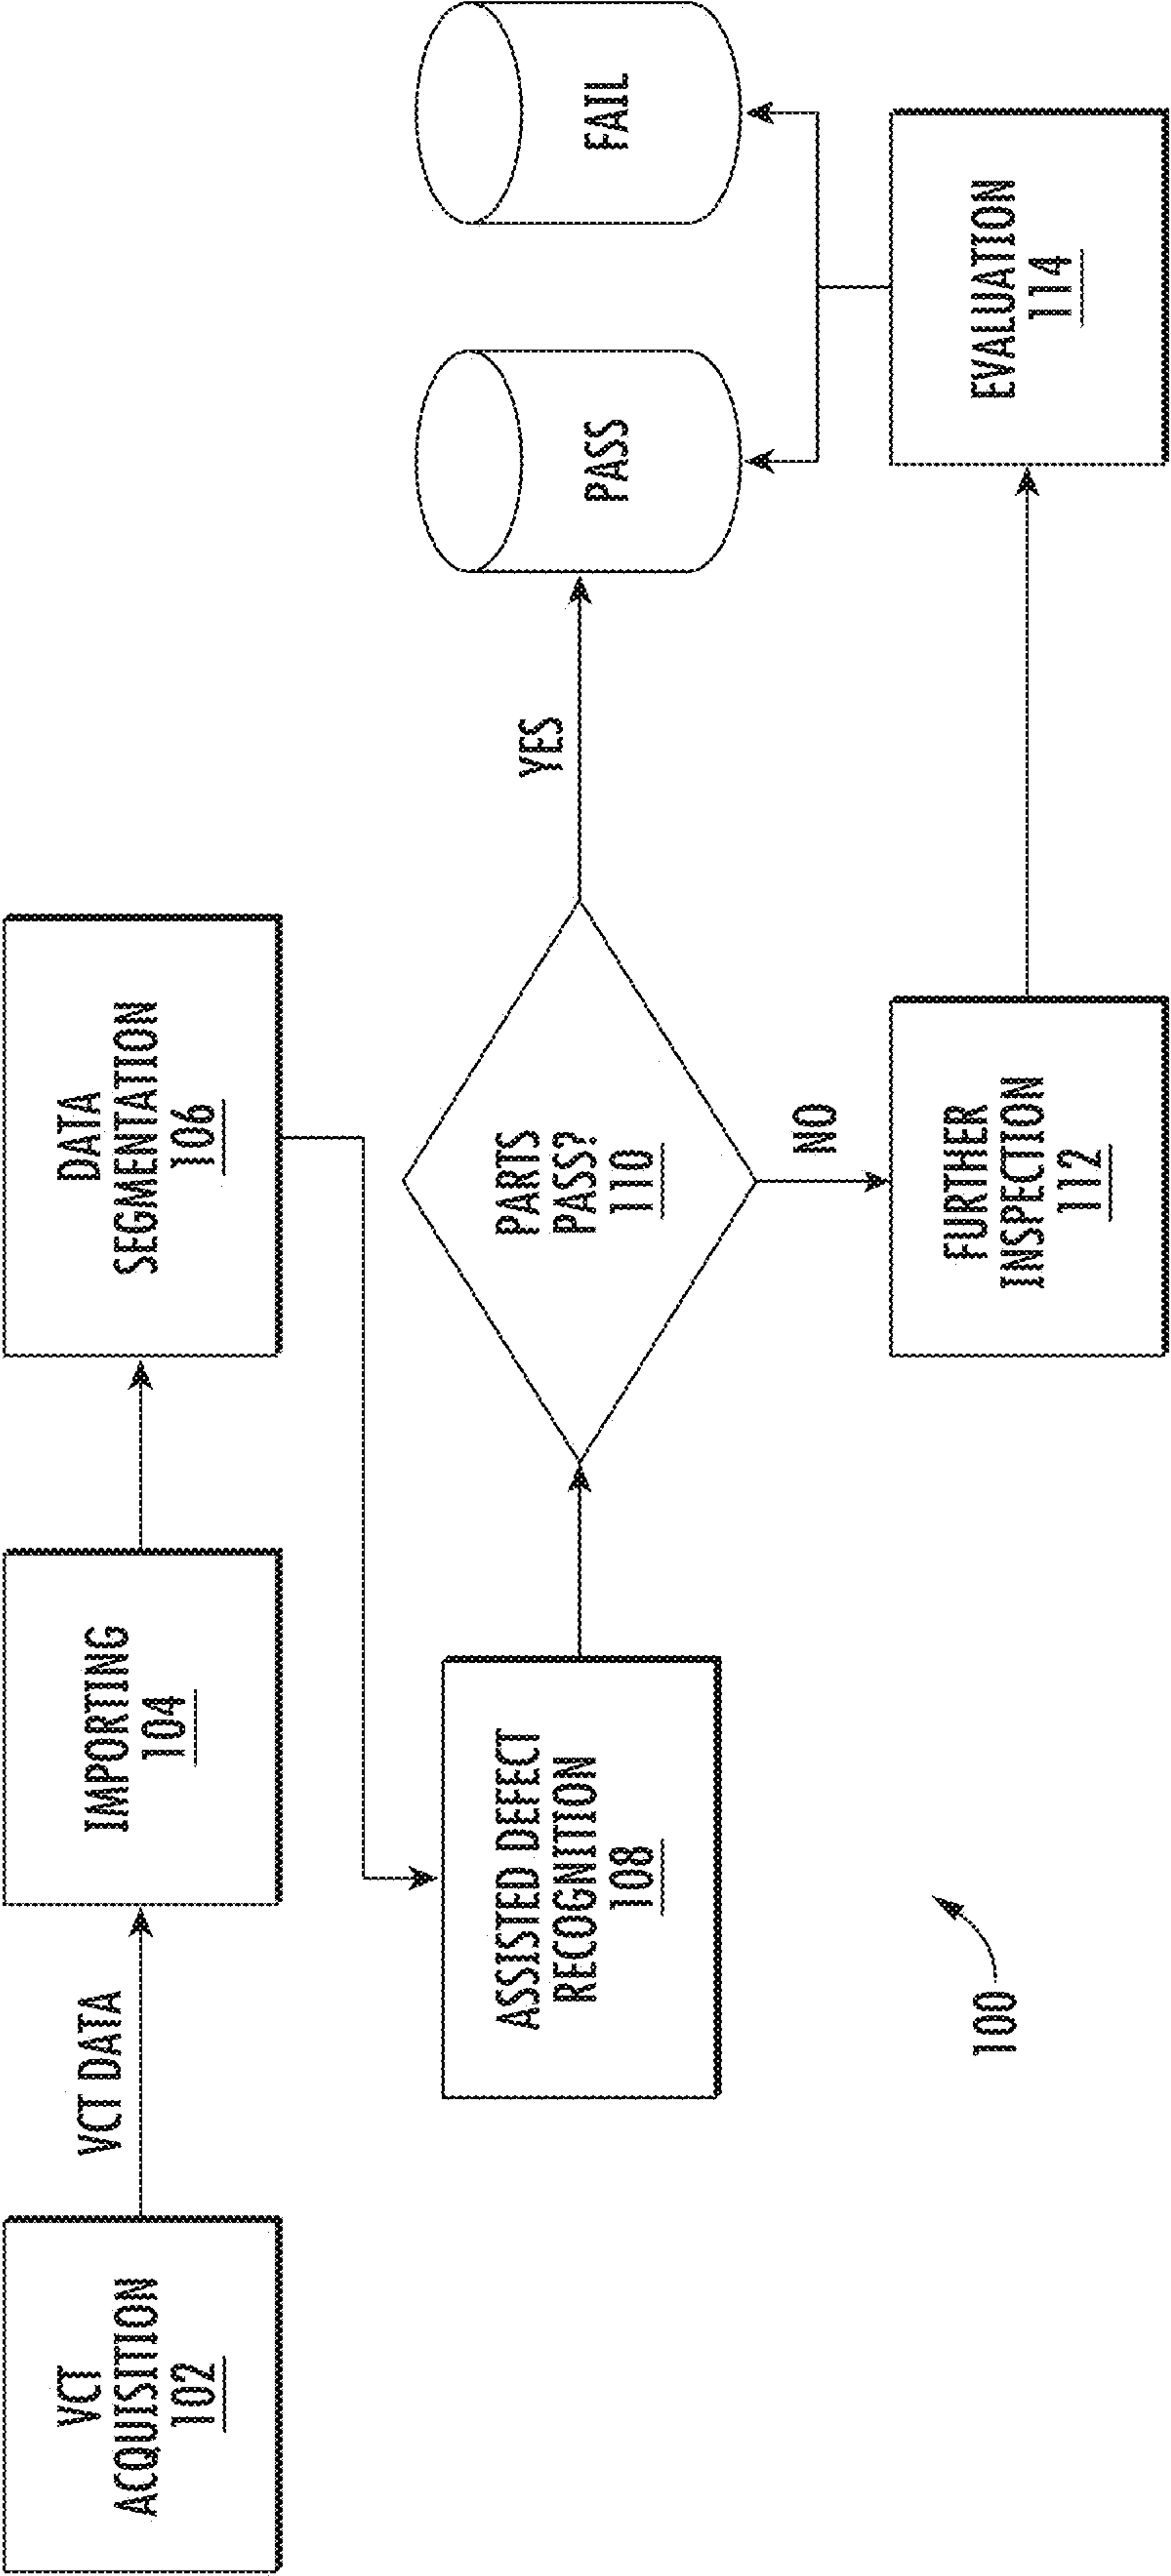 VCT
ACQUISITION
102
VCT DATA
IMPORTING
104
DATA
SEGMENTATION
106
ASSISTED DEFECT
RECOGNITION
108
PARTS
PASS?
110
YES
PASS
FAIL
NO
FURTHER
INSPECTION
112
EVALUATION
114
100